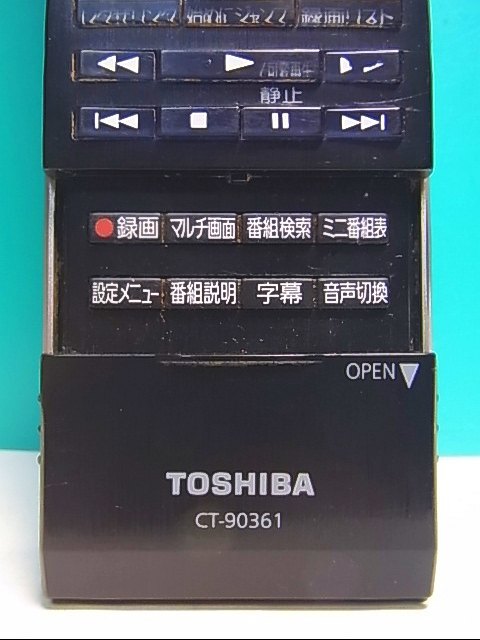 静止
録画 マルチ画面 番組検索 ミニ番組表
設定メニュー 番組説明 字幕 音声切換
OPEN
TOSHIBA
CT-90361